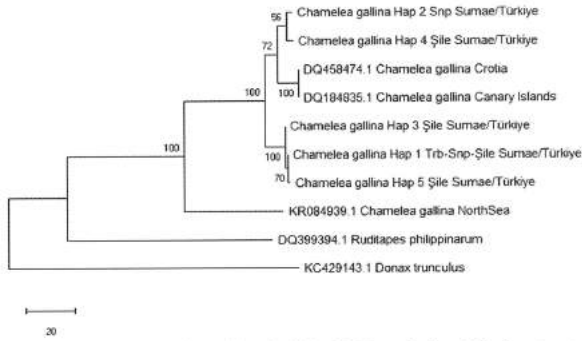 56
Chamelea gallina Hap 2 Snp Sumae/Türkiye
Chamelea gallina Hap 4 Şile Sumae/Türkiye
72
DQ458474.1 Chamelea gallina Crotia
100
DQ184835.1 Chamelea gallina Canary Islands
100
Chamelea gallina Hap 3 Şile Sumae/Türkiye
100
Chamelea gallina Hap 1 Trb-Snp-Şile Sumae/Türkiye
70
Chamelea gallina Hap 5 Şile Sumae/Türkiye
100
KR084939.1 Chamelea gallina NorthSea
DQ399394.1 Ruditapes philippinarum
KC429143.1 Donax trunculus
20